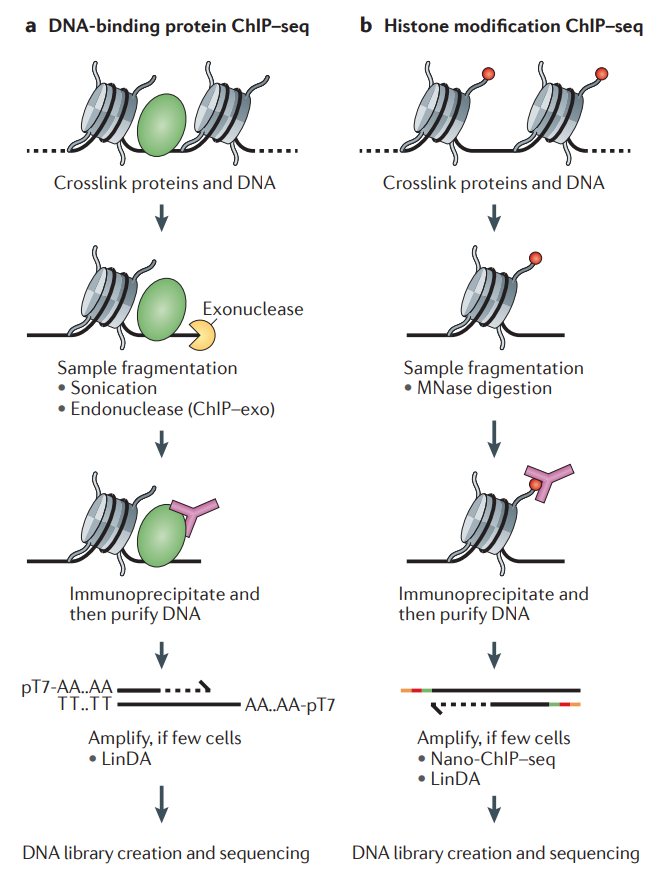 a DNA-binding protein ChIP–seq
Crosslink proteins and DNA
Exonuclease
Sample fragmentation
• Sonication
• Endonuclease (ChIP–exo)
Immunoprecipitate and
then purify DNA
pT7-AA..AA
TT..TT
AA..AA-pT7
Amplify, if few cells
• LinDA
DNA library creation and sequencing
b Histone modification ChIP–seq
Crosslink proteins and DNA
Sample fragmentation
• MNase digestion
Immunoprecipitate and
then purify DNA
Amplify, if few cells
• Nano-ChIP–seq
• LinDA
DNA library creation and sequencing